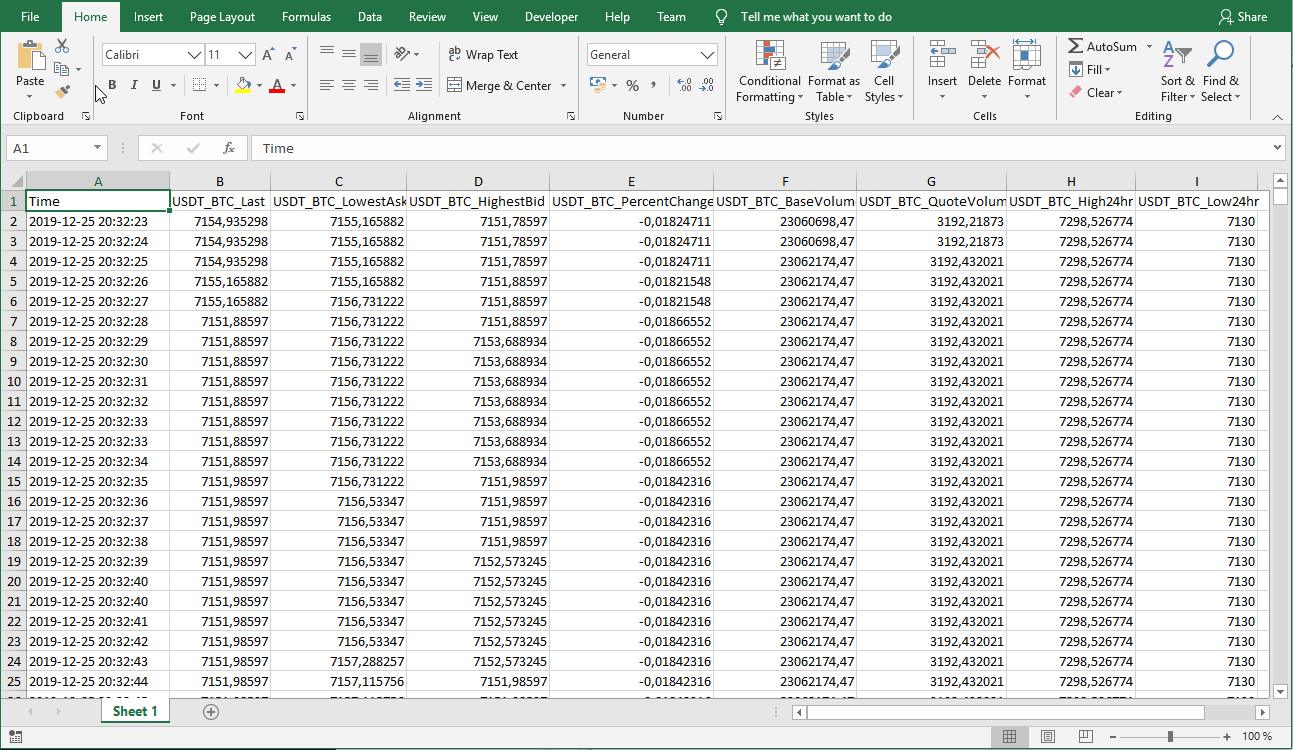 File Home Insert Page Layout Formulas Data Review View Developer Help Team Tell me what you want to do Share
Calibri 11 Wrap Text General AutoSum
Paste B I U Merge & Center % , Conditional Formatting Format as Table Cell Styles Insert Delete Format Fill Clear Sort & Filter Find & Select
Clipboard Font Alignment Number Styles Cells Editing
A1 fx Time
A B C D E F G H I
1 Time USDT_BTC_Last USDT_BTC_LowestAsk USDT_BTC_HighestBid USDT_BTC_PercentChange USDT_BTC_BaseVolum USDT_BTC_QuoteVolum USDT_BTC_High24hr USDT_BTC_Low24hr
2 2019-12-25 20:32:23 7154,935298 7155,165882 7151,78597 -0,01824711 23060698,47 3192,21873 7298,526774 7130
3 2019-12-25 20:32:24 7154,935298 7155,165882 7151,78597 -0,01824711 23060698,47 3192,21873 7298,526774 7130
4 2019-12-25 20:32:25 7154,935298 7155,165882 7151,78597 -0,01824711 23062174,47 3192,432021 7298,526774 7130
5 2019-12-25 20:32:26 7155,165882 7155,165882 7151,88597 -0,01821548 23062174,47 3192,432021 7298,526774 7130
6 2019-12-25 20:32:27 7155,165882 7156,731222 7151,88597 -0,01821548 23062174,47 3192,432021 7298,526774 7130
7 2019-12-25 20:32:28 7151,88597 7156,731222 7151,88597 -0,01866552 23062174,47 3192,432021 7298,526774 7130
8 2019-12-25 20:32:29 7151,88597 7156,731222 7153,688934 -0,01866552 23062174,47 3192,432021 7298,526774 7130
9 2019-12-25 20:32:30 7151,88597 7156,731222 7153,688934 -0,01866552 23062174,47 3192,432021 7298,526774 7130
10 2019-12-25 20:32:31 7151,88597 7156,731222 7153,688934 -0,01866552 23062174,47 3192,432021 7298,526774 7130
11 2019-12-25 20:32:32 7151,88597 7156,731222 7153,688934 -0,01866552 23062174,47 3192,432021 7298,526774 7130
12 2019-12-25 20:32:33 7151,88597 7156,731222 7153,688934 -0,01866552 23062174,47 3192,432021 7298,526774 7130
13 2019-12-25 20:32:33 7151,88597 7156,731222 7153,688934 -0,01866552 23062174,47 3192,432021 7298,526774 7130
14 2019-12-25 20:32:34 7151,88597 7156,731222 7153,688934 -0,01866552 23062174,47 3192,432021 7298,526774 7130
15 2019-12-25 20:32:35 7151,98597 7156,731222 7151,98597 -0,01842316 23062174,47 3192,432021 7298,526774 7130
16 2019-12-25 20:32:36 7151,98597 7156,53347 7151,98597 -0,01842316 23062174,47 3192,432021 7298,526774 7130
17 2019-12-25 20:32:37 7151,98597 7156,53347 7151,98597 -0,01842316 23062174,47 3192,432021 7298,526774 7130
18 2019-12-25 20:32:38 7151,98597 7156,53347 7151,98597 -0,01842316 23062174,47 3192,432021 7298,526774 7130
19 2019-12-25 20:32:39 7151,98597 7156,53347 7152,573245 -0,01842316 23062174,47 3192,432021 7298,526774 7130
20 2019-12-25 20:32:40 7151,98597 7156,53347 7152,573245 -0,01842316 23062174,47 3192,432021 7298,526774 7130
21 2019-12-25 20:32:40 7151,98597 7156,53347 7152,573245 -0,01842316 23062174,47 3192,432021 7298,526774 7130
22 2019-12-25 20:32:41 7151,98597 7156,53347 7152,573245 -0,01842316 23062174,47 3192,432021 7298,526774 7130
23 2019-12-25 20:32:42 7151,98597 7156,53347 7152,573245 -0,01842316 23062174,47 3192,432021 7298,526774 7130
24 2019-12-25 20:32:43 7151,98597 7157,288257 7152,573245 -0,01842316 23062174,47 3192,432021 7298,526774 7130
25 2019-12-25 20:32:44 7151,98597 7157,115756 7151,98597 -0,01842316 23062174,47 3192,432021 7298,526774 7130
Sheet 1
100 %